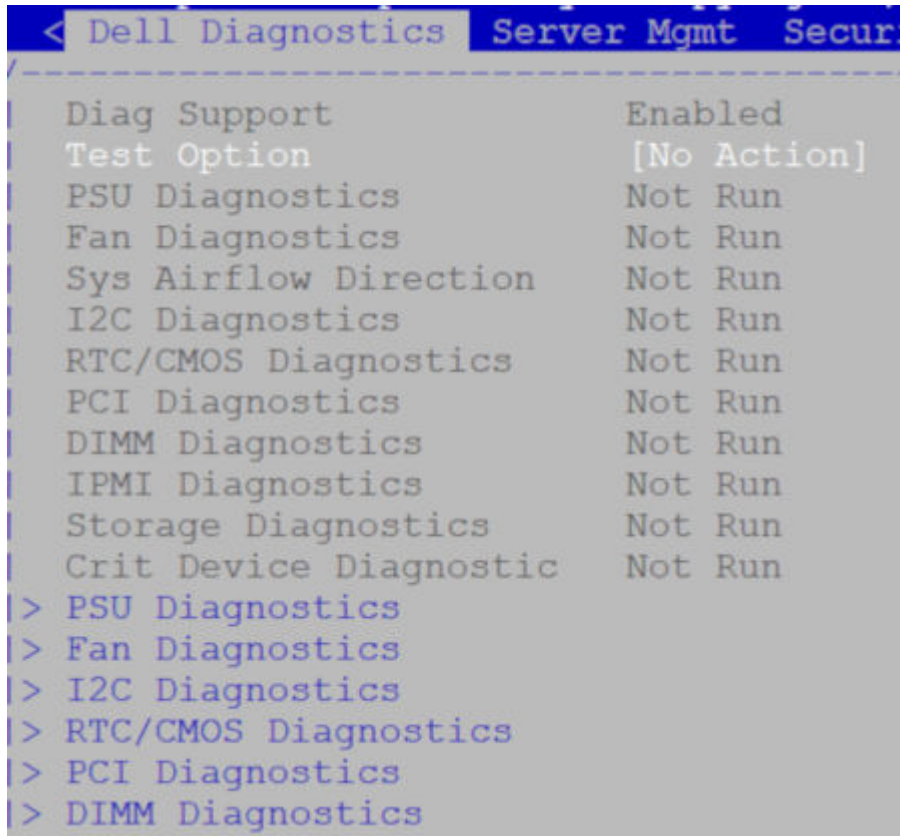 < Dell Diagnostics Server Mgmt Secur
/---------------------------------------
Diag Support Enabled
Test Option [No Action]
PSU Diagnostics Not Run
Fan Diagnostics Not Run
Sys Airflow Direction Not Run
I2C Diagnostics Not Run
RTC/CMOS Diagnostics Not Run
PCI Diagnostics Not Run
DIMM Diagnostics Not Run
IPMI Diagnostics Not Run
Storage Diagnostics Not Run
Crit Device Diagnostic Not Run
|> PSU Diagnostics
|> Fan Diagnostics
|> I2C Diagnostics
|> RTC/CMOS Diagnostics
|> PCI Diagnostics
|> DIMM Diagnostics